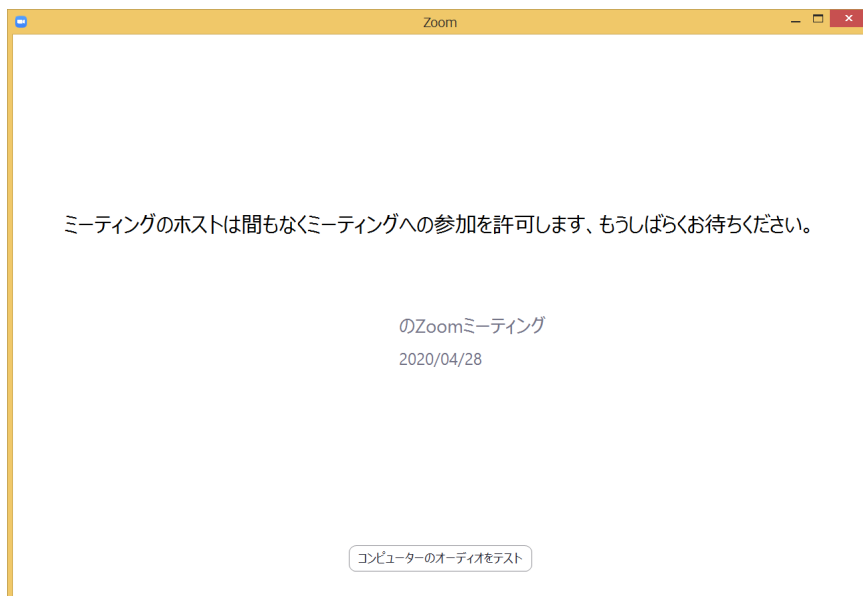 Zoom
ミーティングのホストは間もなくミーティングへの参加を許可します、もうしばらくお待ちください。
のZoomミーティング
2020/04/28
コンピューターのオーディオをテスト